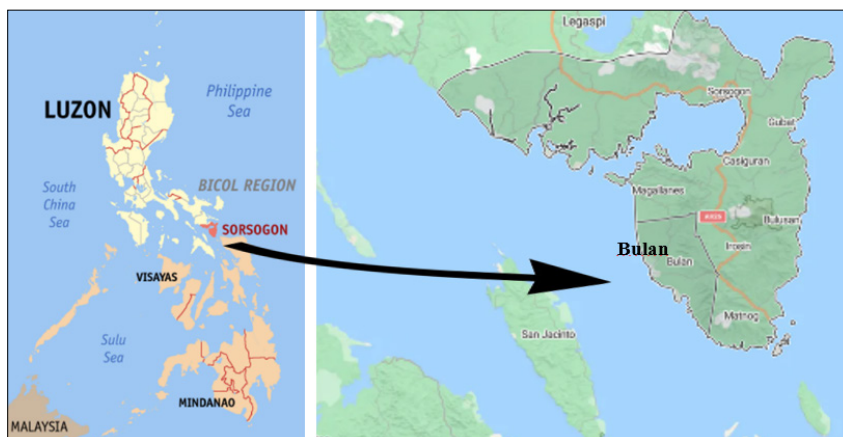 LUZON
Philippine
Sea
South
China
Sea
BICOL REGION
SORSOGON
VISAYAS
Sulu
Sea
MINDANAO
MALAYSIA
Legaspi
Sorsogon
Gubat
Casiguran
Magallanes
Bulusan
Irosin
Bulan
Bulan
Matnog
San Jacinto